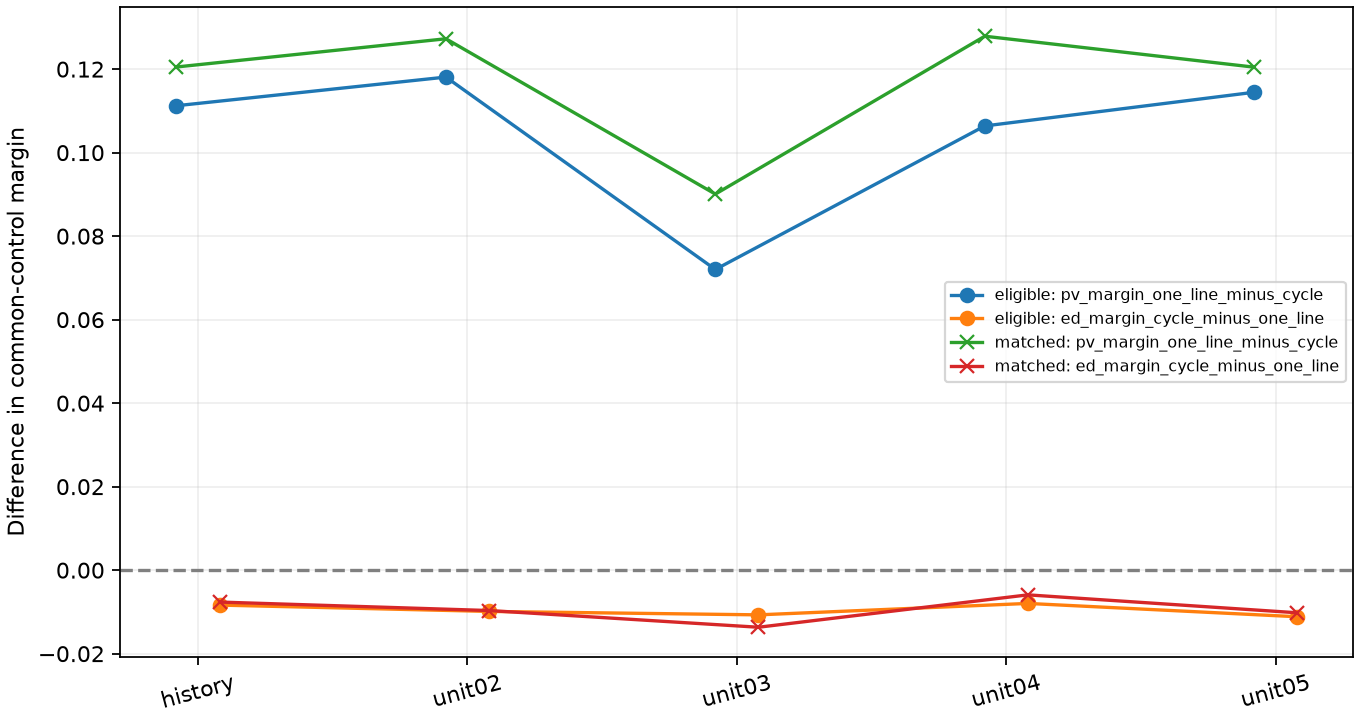 Difference in common-control margin
0.12
0.10
0.08
0.06
0.04
0.02
0.00
−0.02
eligible: pv_margin_one_line_minus_cycle
eligible: ed_margin_cycle_minus_one_line
matched: pv_margin_one_line_minus_cycle
matched: ed_margin_cycle_minus_one_line
history
unit02
unit03
unit04
unit05